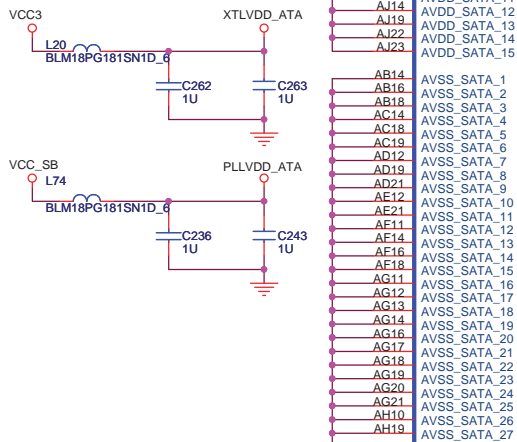 VCC3
XTLVDD_ATA
L20
BLM18PG181SN1D_6
C262
1U
C263
1U
VCC_SB
PLLVDD_ATA
L74
BLM18PG181SN1D_6
C236
1U
C243
1U
AJ14 AVDD_SATA_12
AJ19 AVDD_SATA_13
AJ22 AVDD_SATA_14
AJ23 AVDD_SATA_15
AB14 AVSS_SATA_1
AB16 AVSS_SATA_2
AB18 AVSS_SATA_3
AC14 AVSS_SATA_4
AC18 AVSS_SATA_5
AC19 AVSS_SATA_6
AD12 AVSS_SATA_7
AD19 AVSS_SATA_8
AD21 AVSS_SATA_9
AE12 AVSS_SATA_10
AE21 AVSS_SATA_11
AF11 AVSS_SATA_12
AF14 AVSS_SATA_13
AF16 AVSS_SATA_14
AF18 AVSS_SATA_15
AG11 AVSS_SATA_16
AG12 AVSS_SATA_17
AG13 AVSS_SATA_18
AG14 AVSS_SATA_19
AG16 AVSS_SATA_20
AG17 AVSS_SATA_21
AG18 AVSS_SATA_22
AG19 AVSS_SATA_23
AG20 AVSS_SATA_24
AG21 AVSS_SATA_25
AH10 AVSS_SATA_26
AH19 AVSS_SATA_27